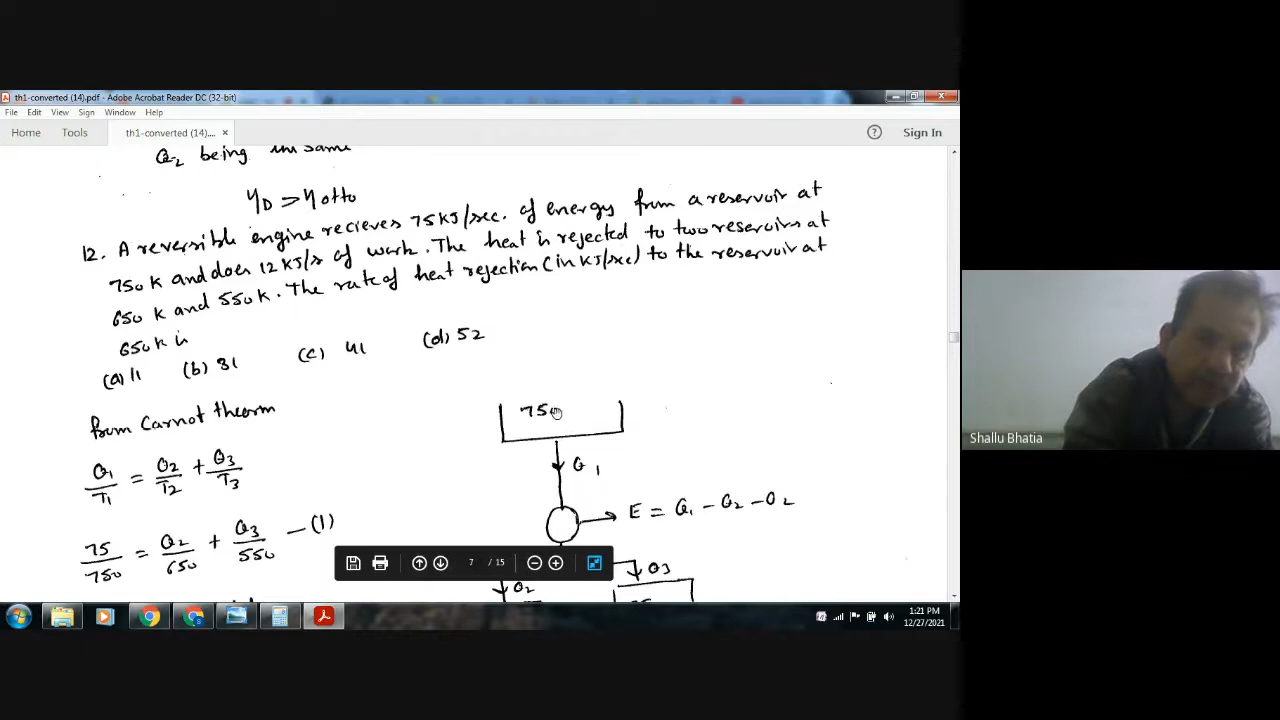 th1-converted (14).pdf - Adobe Acrobat Reader DC (32-bit)
File Edit View Sign Window Help
Home Tools th1-converted (14).... × Sign In
Q2 being the same
ηD > ηotto
12. A reversible engine recieves 75 KJ/sec. of energy from a reservoir at
750 K and does 12 KJ/s of work. The heat is rejected to two reservoirs at
650 K and 550 K. The rate of heat rejection (in KJ/sec) to the reservoir at
650 K is
(a) 11 (b) 31 (c) 41 (d) 52
from Carnot theorm
750
Q1/T1 = Q2/T2 + Q3/T3
Q1
E = Q1 - Q2 - Q2
75/750 = Q2/650 + Q3/550 — (1)
7 / 15
Q3
Q2
Shallu Bhatia
1:21 PM
12/27/2021